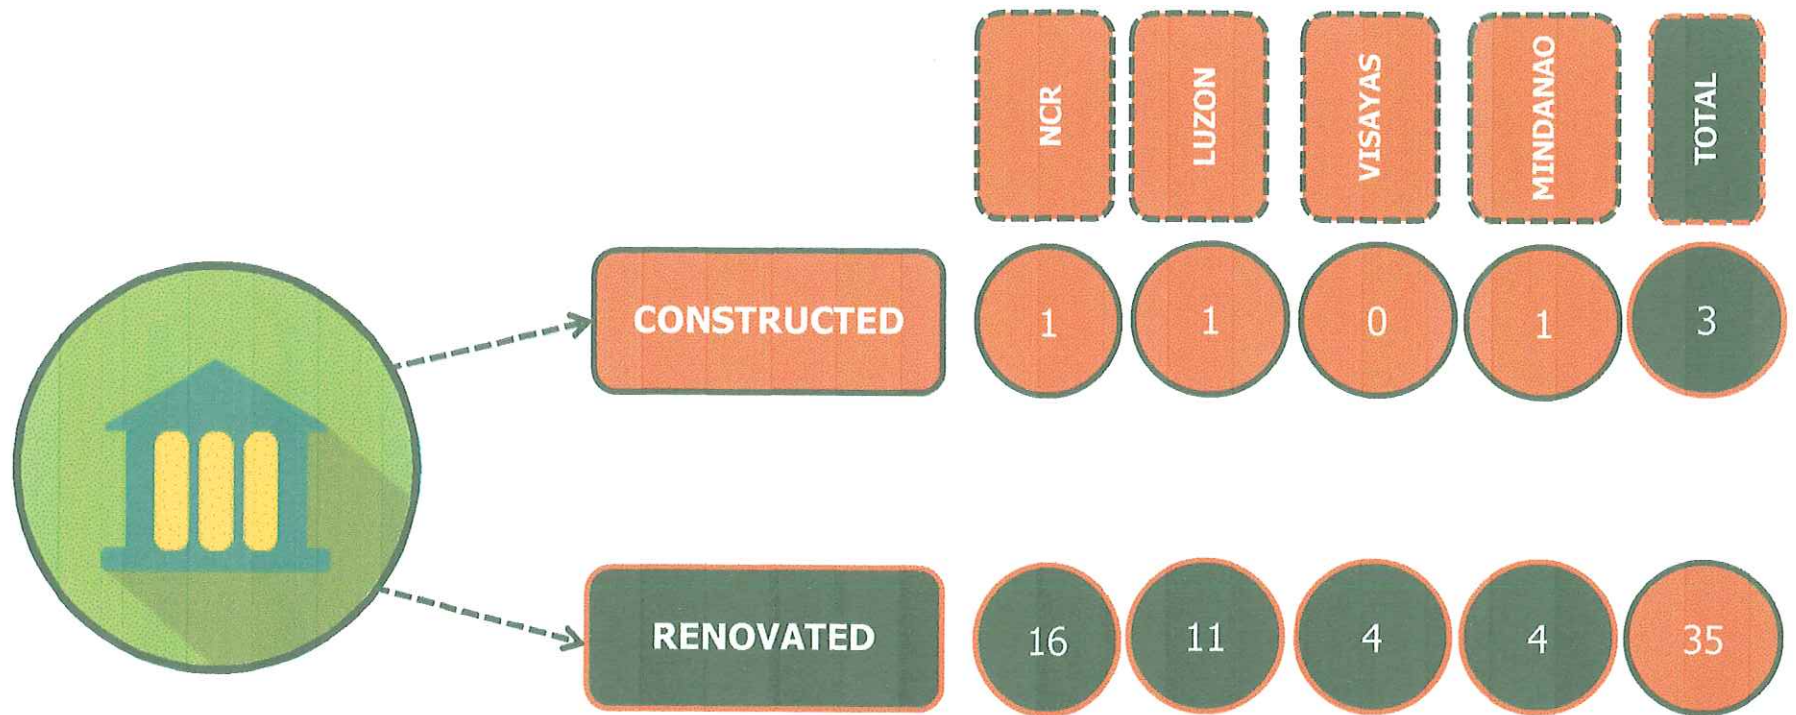 NCR
LUZON
VISAYAS
MINDANAO
TOTAL
CONSTRUCTED
1
1
0
1
3
RENOVATED
16
11
4
4
35